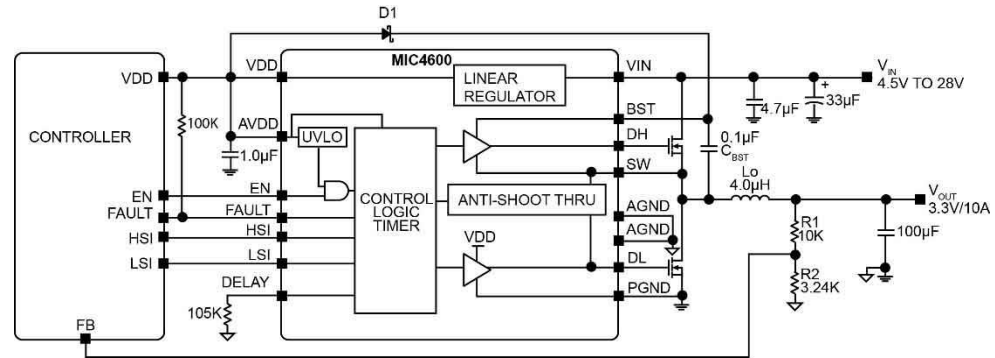 D1
MIC4600
CONTROLLER
VDD
VDD
LINEAR
REGULATOR
VIN
V_IN
4.5V TO 28V
100K
AVDD
1.0µF
UVLO
BST
DH
SW
4.7µF
+
33µF
0.1µF
C_BST
Lo
4.0µH
EN
FAULT
HSI
LSI
EN
FAULT
HSI
LSI
DELAY
105K
CONTROL
LOGIC
TIMER
ANTI-SHOOT THRU
VDD
AGND
AGND
DL
PGND
V_OUT
3.3V/10A
R1
10K
100µF
R2
3.24K
FB